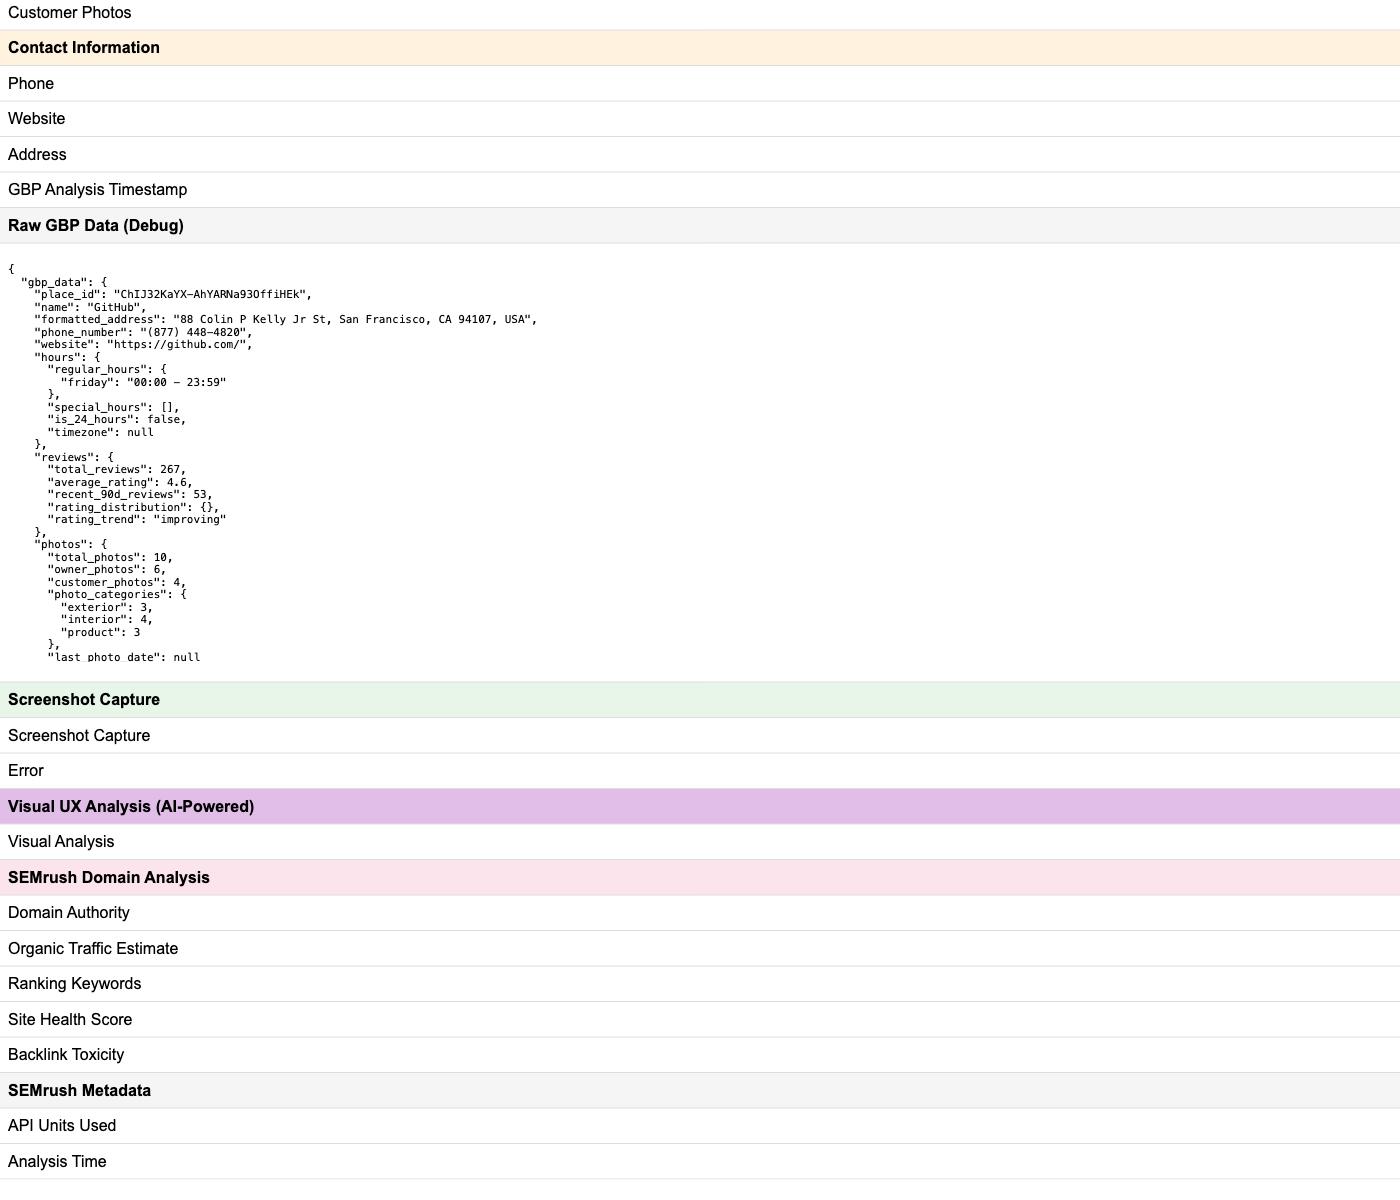 Customer Photos
Contact Information
Phone
Website
Address
GBP Analysis Timestamp
Raw GBP Data (Debug)
{
  "gbp_data": {
    "place_id": "ChIJ32KaYX-AhYARNa93OffiHEk",
    "name": "GitHub",
    "formatted_address": "88 Colin P Kelly Jr St, San Francisco, CA 94107, USA",
    "phone_number": "(877) 448-4820",
    "website": "https://github.com/",
    "hours": {
      "regular_hours": {
        "friday": "00:00 – 23:59"
      },
      "special_hours": [],
      "is_24_hours": false,
      "timezone": null
    },
    "reviews": {
      "total_reviews": 267,
      "average_rating": 4.6,
      "recent_90d_reviews": 53,
      "rating_distribution": {},
      "rating_trend": "improving"
    },
    "photos": {
      "total_photos": 10,
      "owner_photos": 6,
      "customer_photos": 4,
      "photo_categories": {
        "exterior": 3,
        "interior": 4,
        "product": 3
      },
      "last_photo_date": null
Screenshot Capture
Screenshot Capture
Error
Visual UX Analysis (AI-Powered)
Visual Analysis
SEMrush Domain Analysis
Domain Authority
Organic Traffic Estimate
Ranking Keywords
Site Health Score
Backlink Toxicity
SEMrush Metadata
API Units Used
Analysis Time